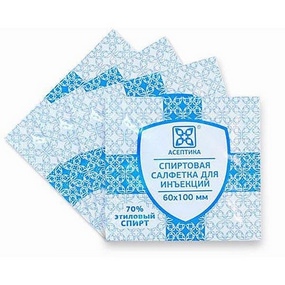 АСЕПТИКА
СПИРТОВАЯ
САЛФЕТКА ДЛЯ
ИНЪЕКЦИЙ
60х100 мм
70%
этиловый
СПИРТ